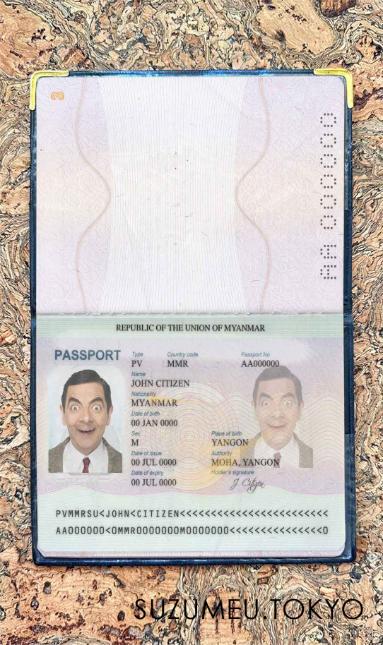 AA 000000
REPUBLIC OF THE UNION OF MYANMAR
PASSPORT
Type Country code Passport No
PV MMR AA000000
Name
JOHN CITIZEN
Nationality
MYANMAR
Date of birth
00 JAN 0000
Sex Place of birth
M YANGON
Date of issue Authority
00 JUL 0000 MOHA, YANGON
Date of expiry Holder's signature
00 JUL 0000 J. Citizen
PVMMRSU<JOHN<CITIZEN<<<<<<<<<<<<<<<<<<<<<<<<
AA000000<0MMR0000000M0000000<<<<<<<<<<<<<<<0
SUZUMEU.TOKYO